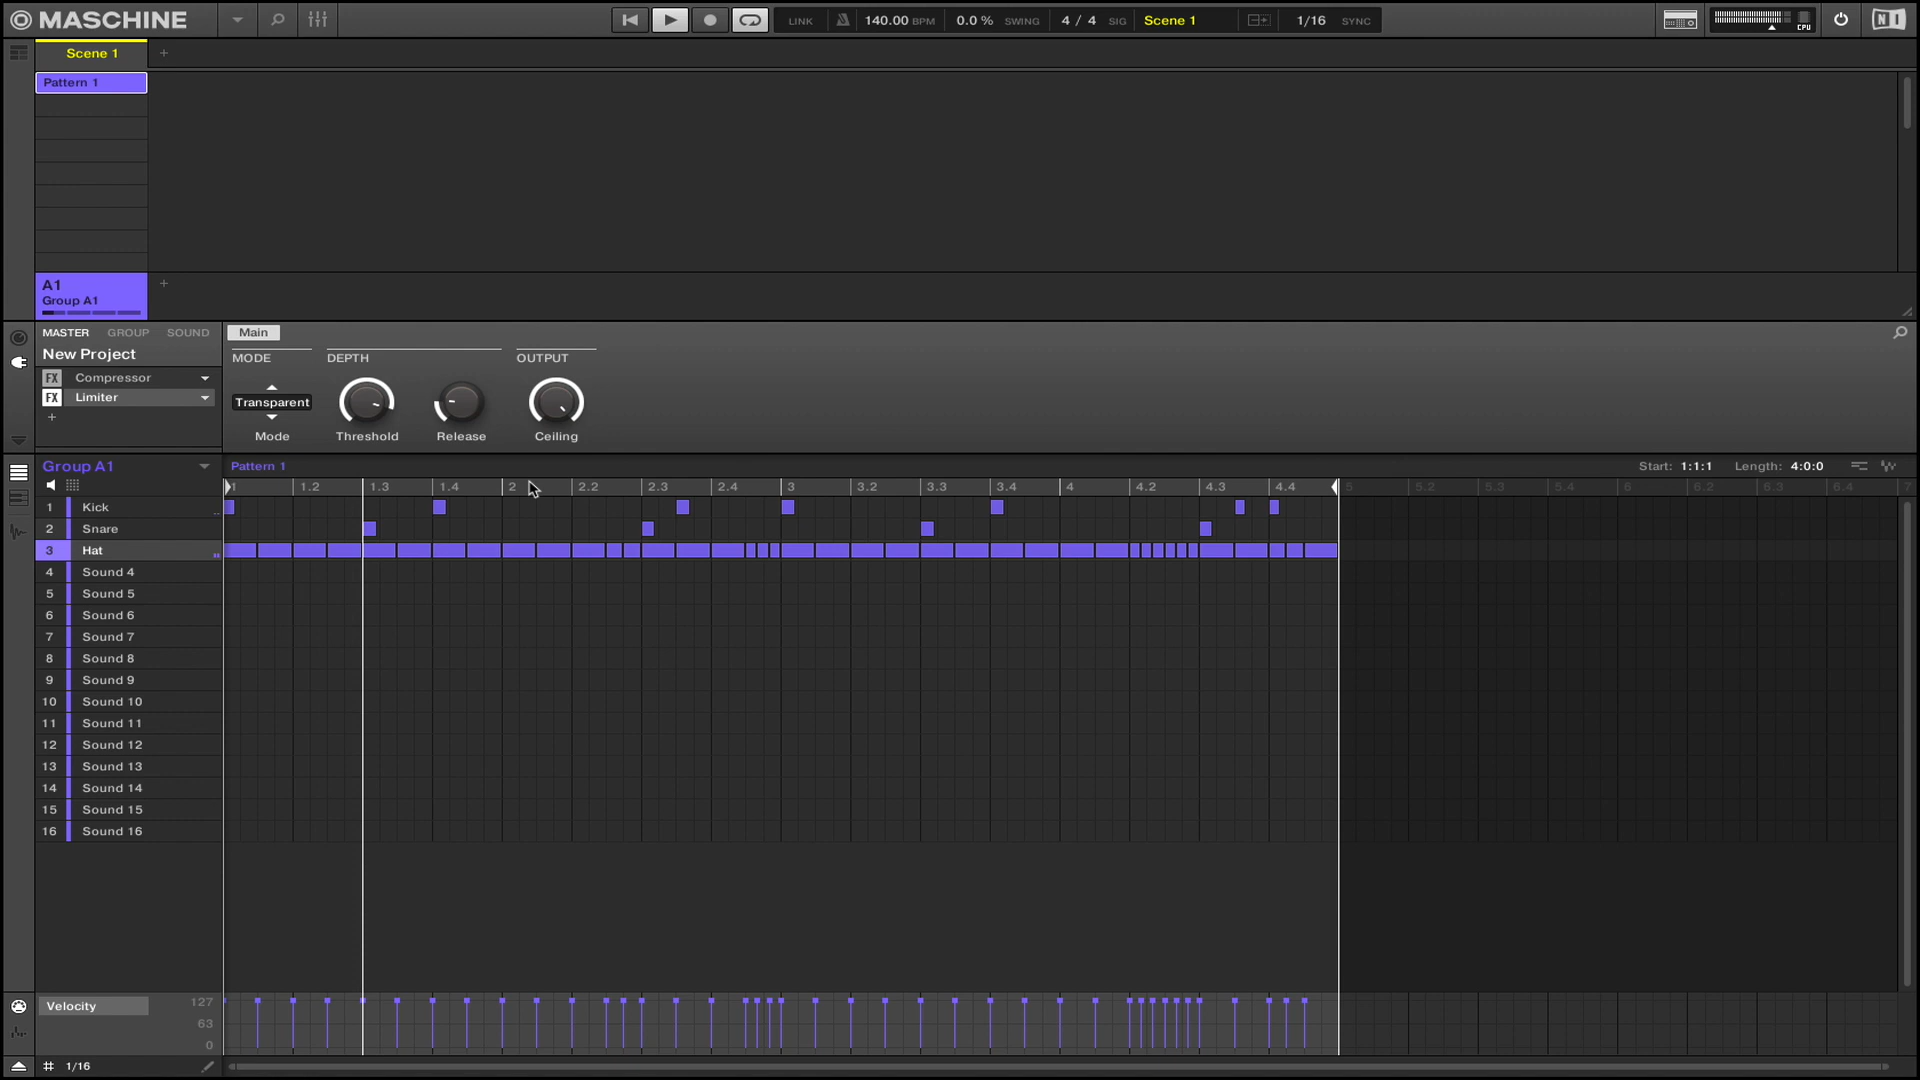 MASCHINE
LINK 140.00 BPM 0.0 % SWING 4 / 4 SIG Scene 1 1/16 SYNC
CPU
NI
Scene 1 +
Pattern 1
A1 +
Group A1
MASTER GROUP SOUND Main
New Project MODE DEPTH OUTPUT
FX Compressor
FX Limiter Transparent
+
Mode Threshold Release Ceiling
Group A1 Pattern 1 Start: 1:1:1 Length: 4:0:0
1 1.2 1.3 1.4 2 2.2 2.3 2.4 3 3.2 3.3 3.4 4 4.2 4.3 4.4 5 5.2 5.3 5.4 6 6.2 6.3 6.4 7
1 Kick
2 Snare
3 Hat
4 Sound 4
5 Sound 5
6 Sound 6
7 Sound 7
8 Sound 8
9 Sound 9
10 Sound 10
11 Sound 11
12 Sound 12
13 Sound 13
14 Sound 14
15 Sound 15
16 Sound 16
Velocity 127
63
0
# 1/16